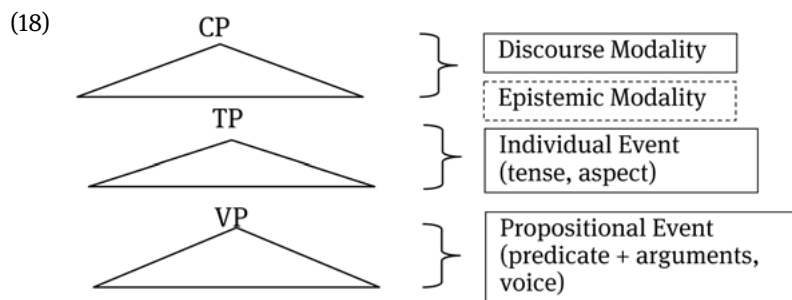 (18)
CP
Discourse Modality
Epistemic Modality
TP
Individual Event
(tense, aspect)
VP
Propositional Event
(predicate + arguments,
voice)